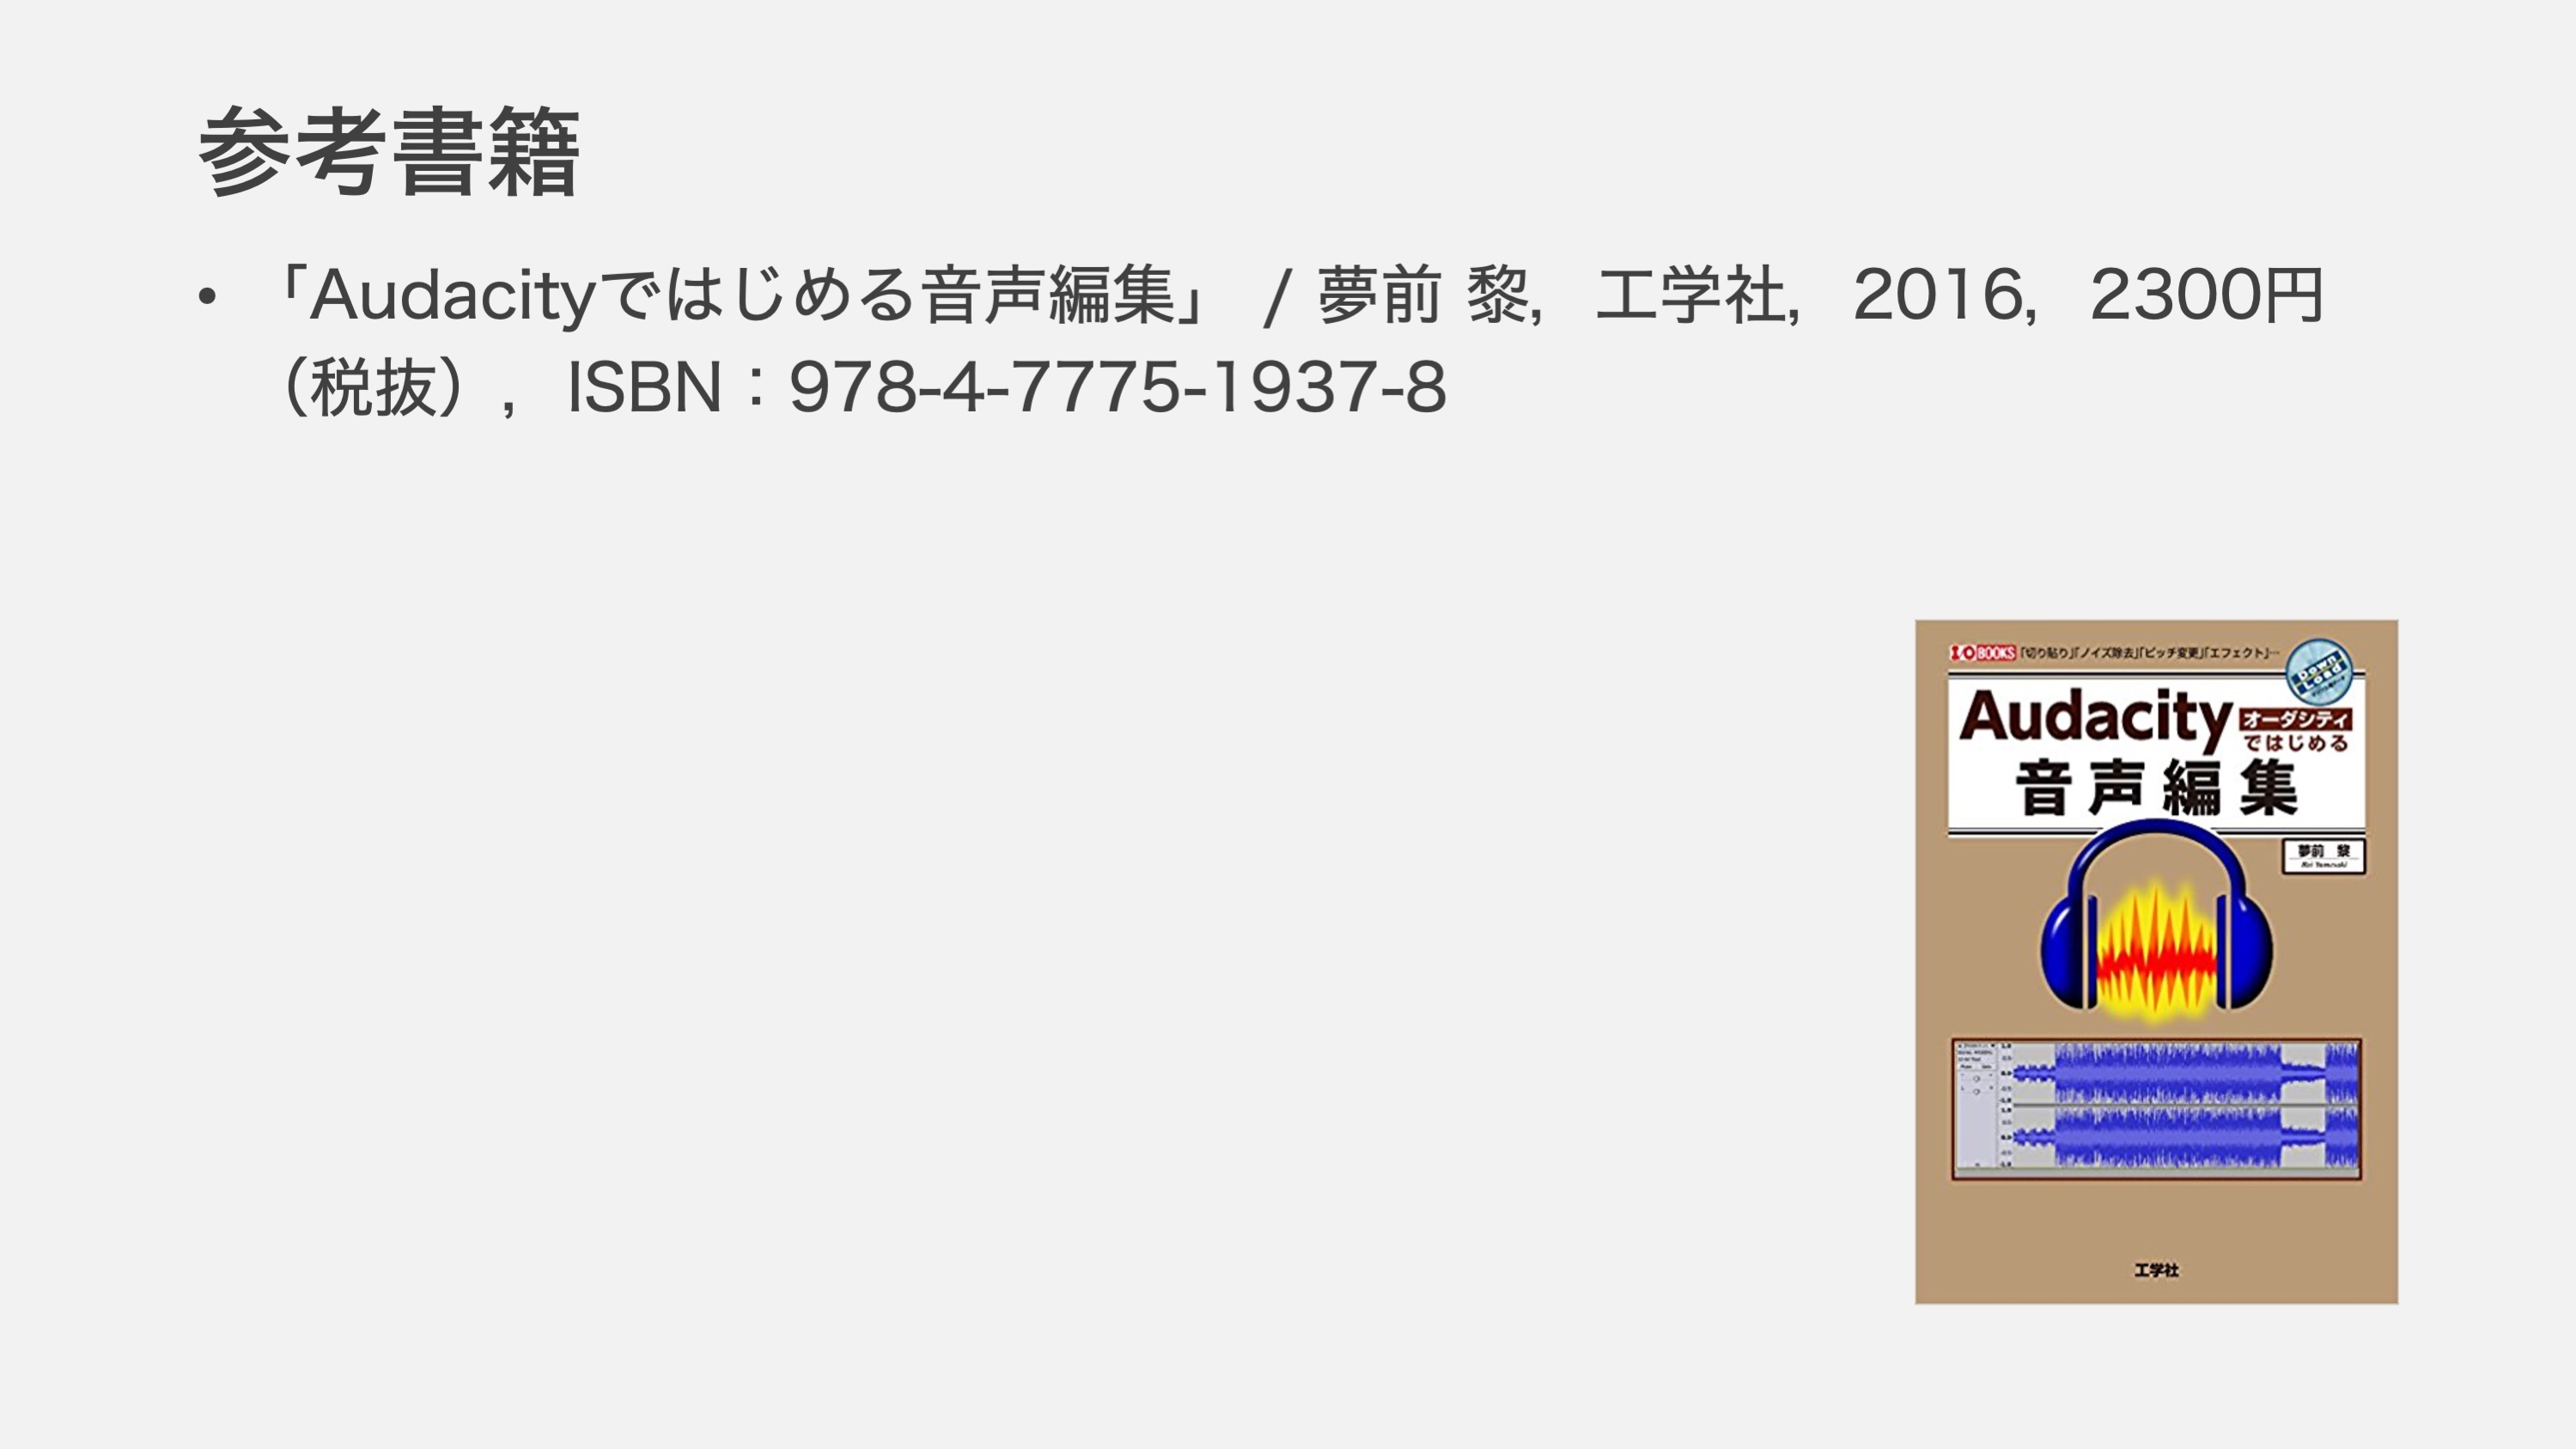 参考書籍
• 「Audacityではじめる音声編集」 / 夢前 黎, 工学社, 2016, 2300円
（税抜）, ISBN：978-4-7775-1937-8
I/O BOOKS 「切り貼り」「ノイズ除去」「ピッチ変更」「エフェクト」…
Down Load
Audacity オーダシティ
ではじめる
音声編集
夢前 黎
工学社